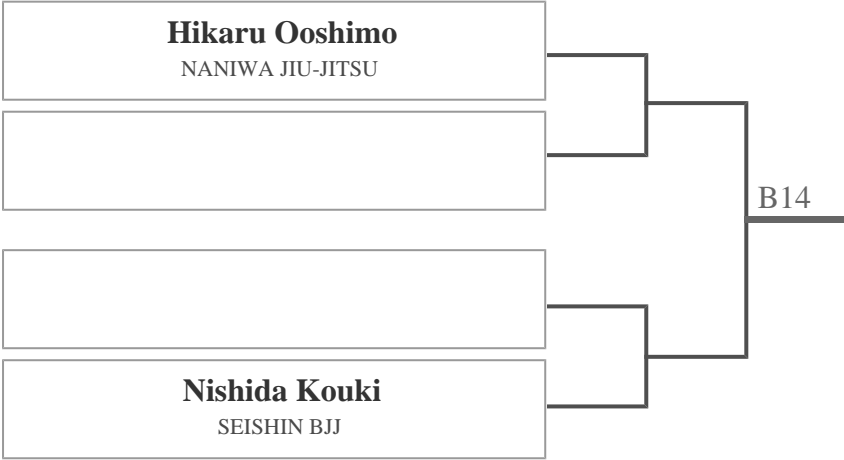 Hikaru Ooshimo
NANIWA JIU-JITSU
B14
Nishida Kouki
SEISHIN BJJ